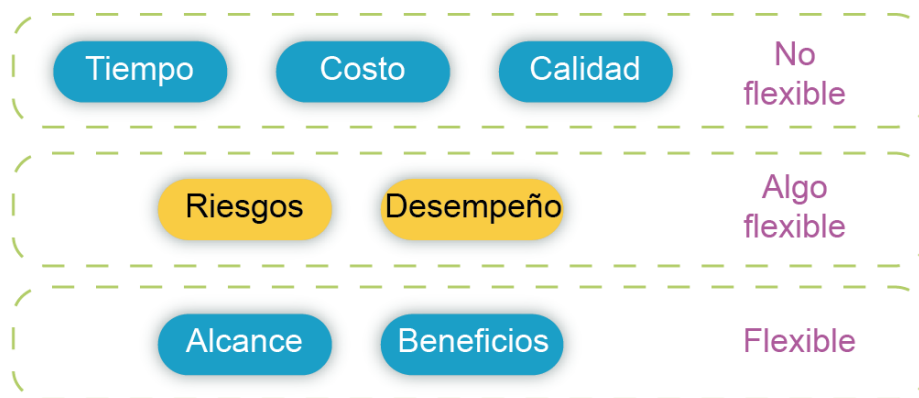 Tiempo Costo Calidad No
flexible
Riesgos Desempeño Algo
flexible
Alcance Beneficios Flexible